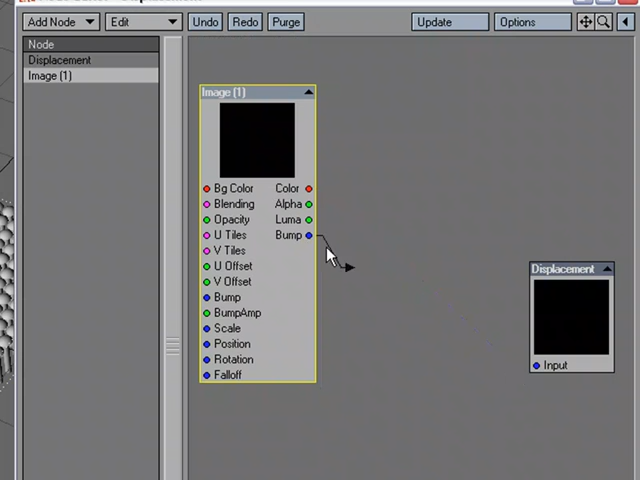 Add Node
Edit
Undo
Redo
Purge
Update
Options
Node
Displacement
Image (1)
Image (1)
Bg Color
Color
Blending
Alpha
Opacity
Luma
U Tiles
Bump
V Tiles
U Offset
V Offset
Bump
BumpAmp
Scale
Position
Rotation
Falloff
Displacement
Input